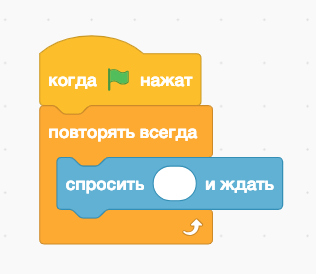 когда нажат
повторять всегда
спросить и ждать